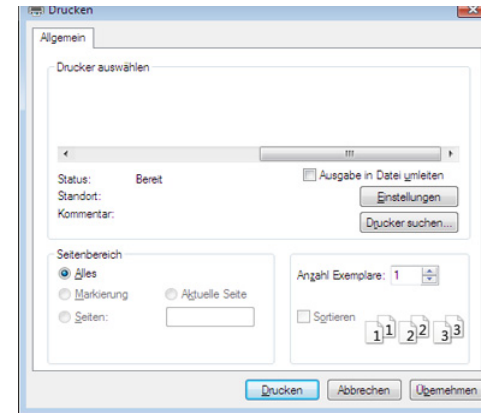 Drucken
Allgemein
Drucker auswählen
Status: Bereit
Ausgabe in Datei umleiten
Standort:
Einstellungen
Kommentar:
Drucker suchen...
Seitenbereich
Alles
Anzahl Exemplare: 1
Markierung
Aktuelle Seite
Seiten:
Sortieren
1 1 2 2 3 3
Drucken
Abbrechen
Übernehmen